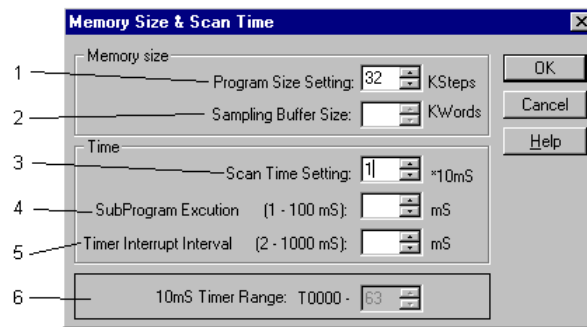 Memory Size & Scan Time
Memory size
1 Program Size Setting: 32 KSteps
2 Sampling Buffer Size: KWords
OK
Cancel
Help
Time
3 Scan Time Setting: 1 *10mS
4 SubProgram Excution (1 - 100 mS): mS
5 Timer Interrupt Interval (2 - 1000 mS): mS
6 10mS Timer Range: T0000 - 63